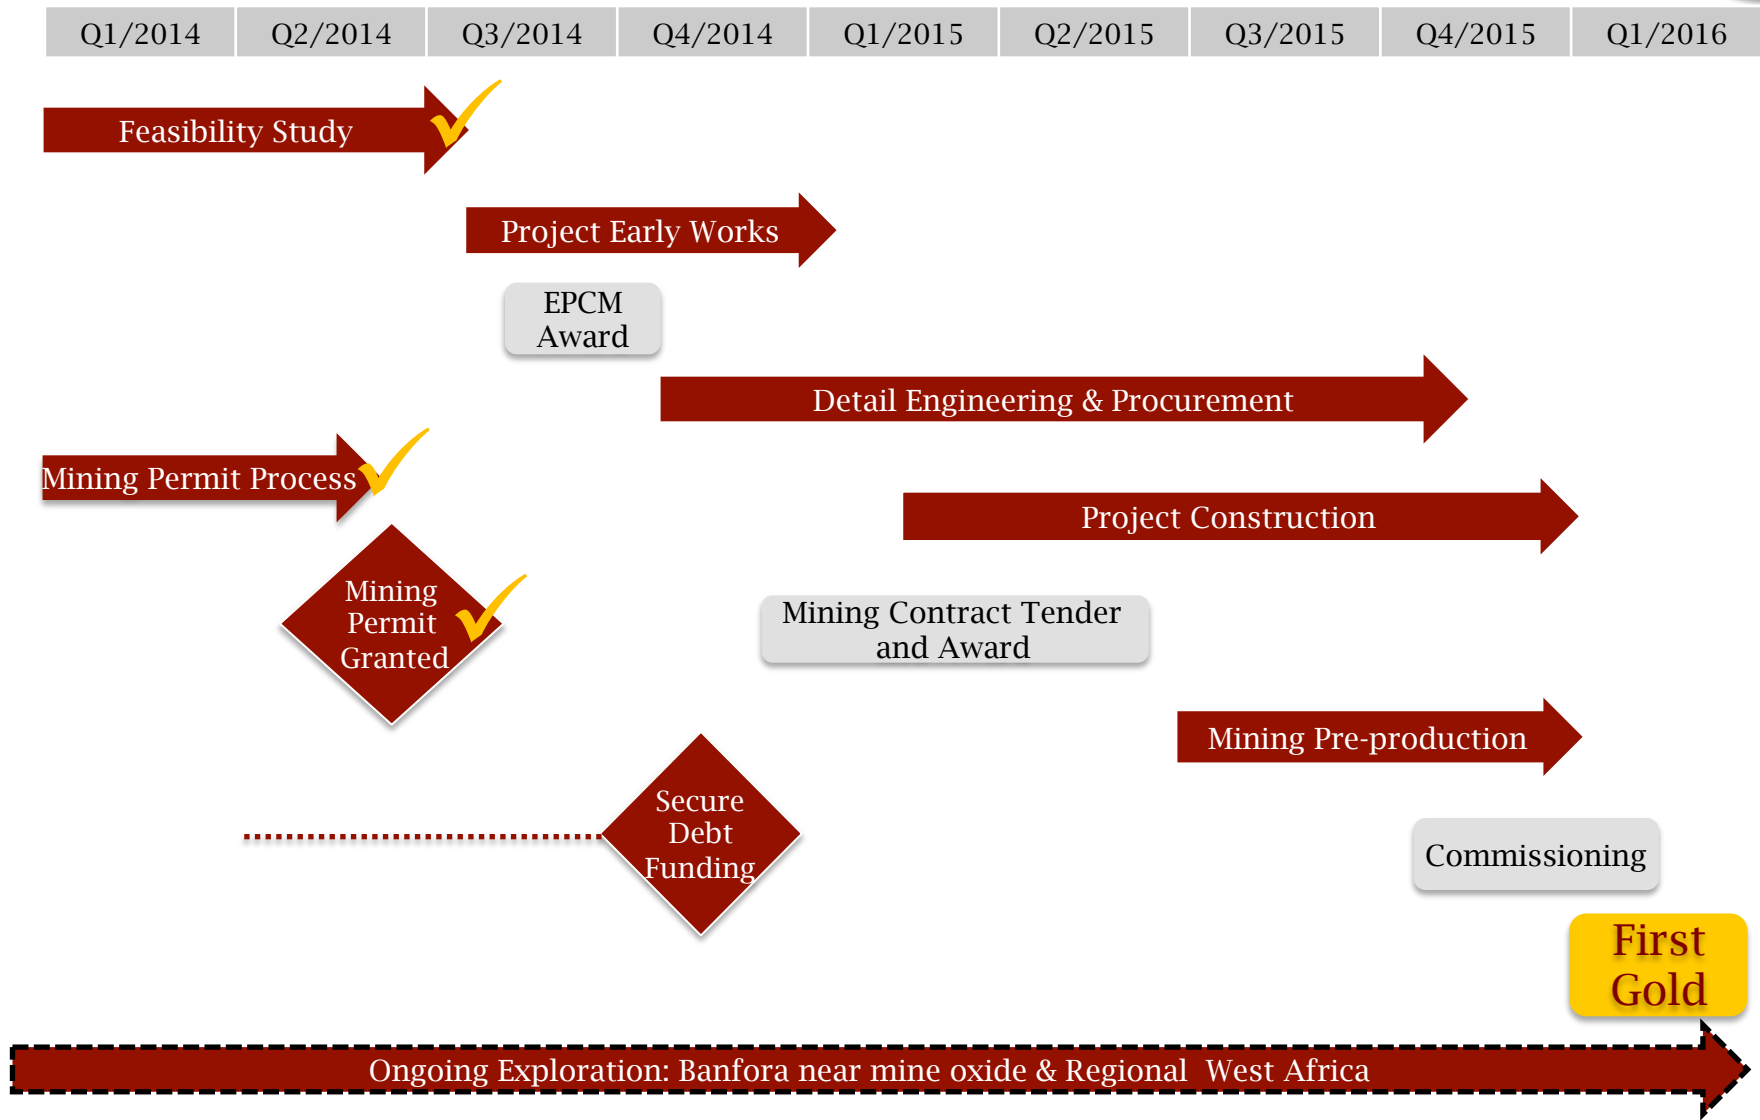 Q1/2014 Q2/2014 Q3/2014 Q4/2014 Q1/2015 Q2/2015 Q3/2015 Q4/2015 Q1/2016
Feasibility Study
Project Early Works
EPCM
Award
Detail Engineering & Procurement
Mining Permit Process
Project Construction
Mining
Permit
Granted
Mining Contract Tender
and Award
Mining Pre-production
Secure
Debt
Funding
Commissioning
First
Gold
Ongoing Exploration: Banfora near mine oxide & Regional West Africa